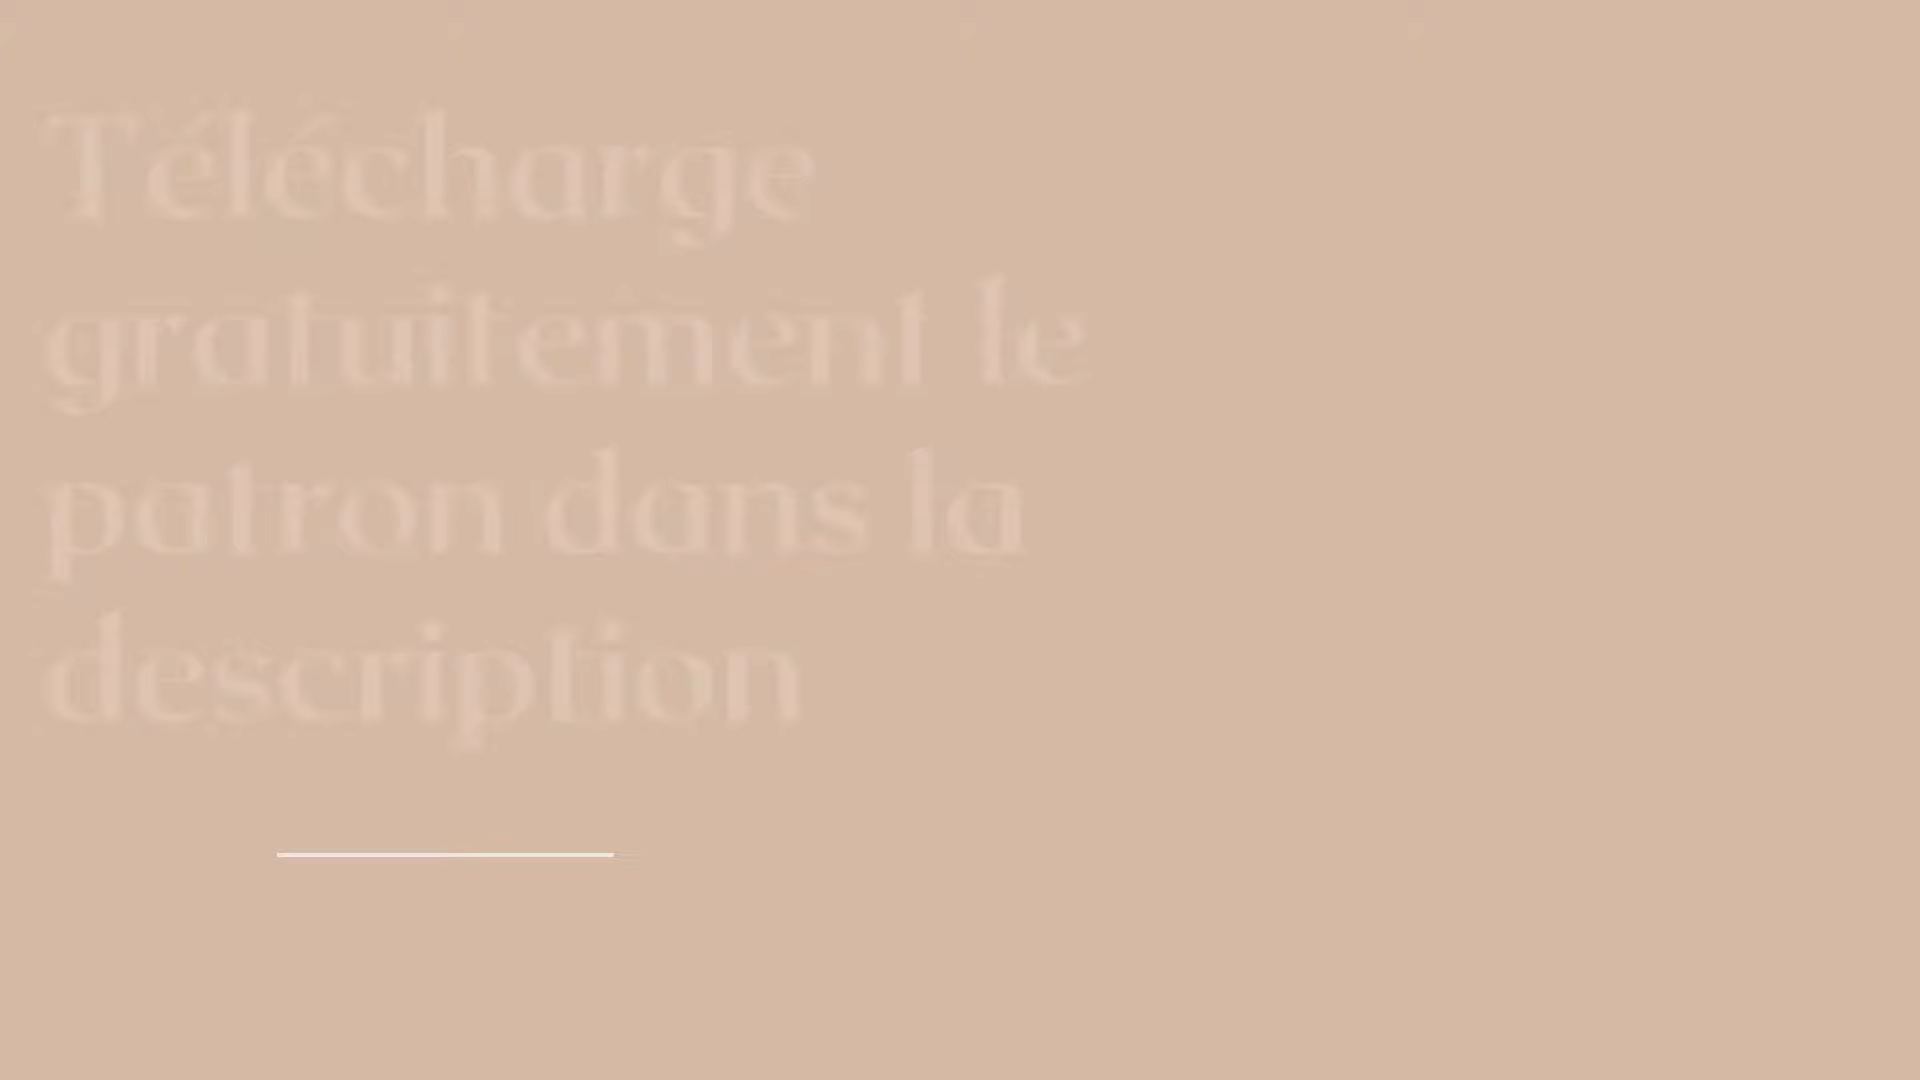 Télécharge
gratuitement le
patron dans la
description